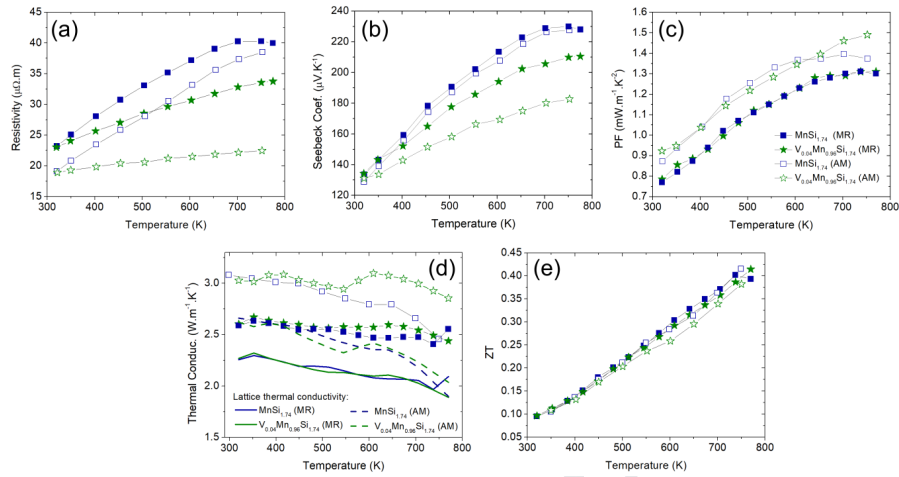 (a)
Resistivity (μΩ.m)
45
40
35
30
25
20
15
10
300 400 500 600 700 800
Temperature (K)
(b)
Seebeck Coef. (μV.K⁻¹)
240
220
200
180
160
140
120
300 400 500 600 700 800
Temperature (K)
(c)
PF (mW.m⁻¹.K⁻²)
1.6
1.5
1.4
1.3
1.2
1.1
1.0
0.9
0.8
0.7
0.6
MnSi₁.₇₄ (MR)
V₀.₀₄Mn₀.₉₆Si₁.₇₄ (MR)
MnSi₁.₇₄ (AM)
V₀.₀₄Mn₀.₉₆Si₁.₇₄ (AM)
300 400 500 600 700 800
Temperature (K)
(d)
Thermal Conduc. (W.m⁻¹.K⁻¹)
3.0
2.5
2.0
1.5
Lattice thermal conductivity:
MnSi₁.₇₄ (MR) MnSi₁.₇₄ (AM)
V₀.₀₄Mn₀.₉₆Si₁.₇₄ (MR) V₀.₀₄Mn₀.₉₆Si₁.₇₄ (AM)
300 400 500 600 700 800
Temperature (K)
(e)
ZT
0.45
0.40
0.35
0.30
0.25
0.20
0.15
0.10
0.05
300 400 500 600 700 800
Temperature (K)